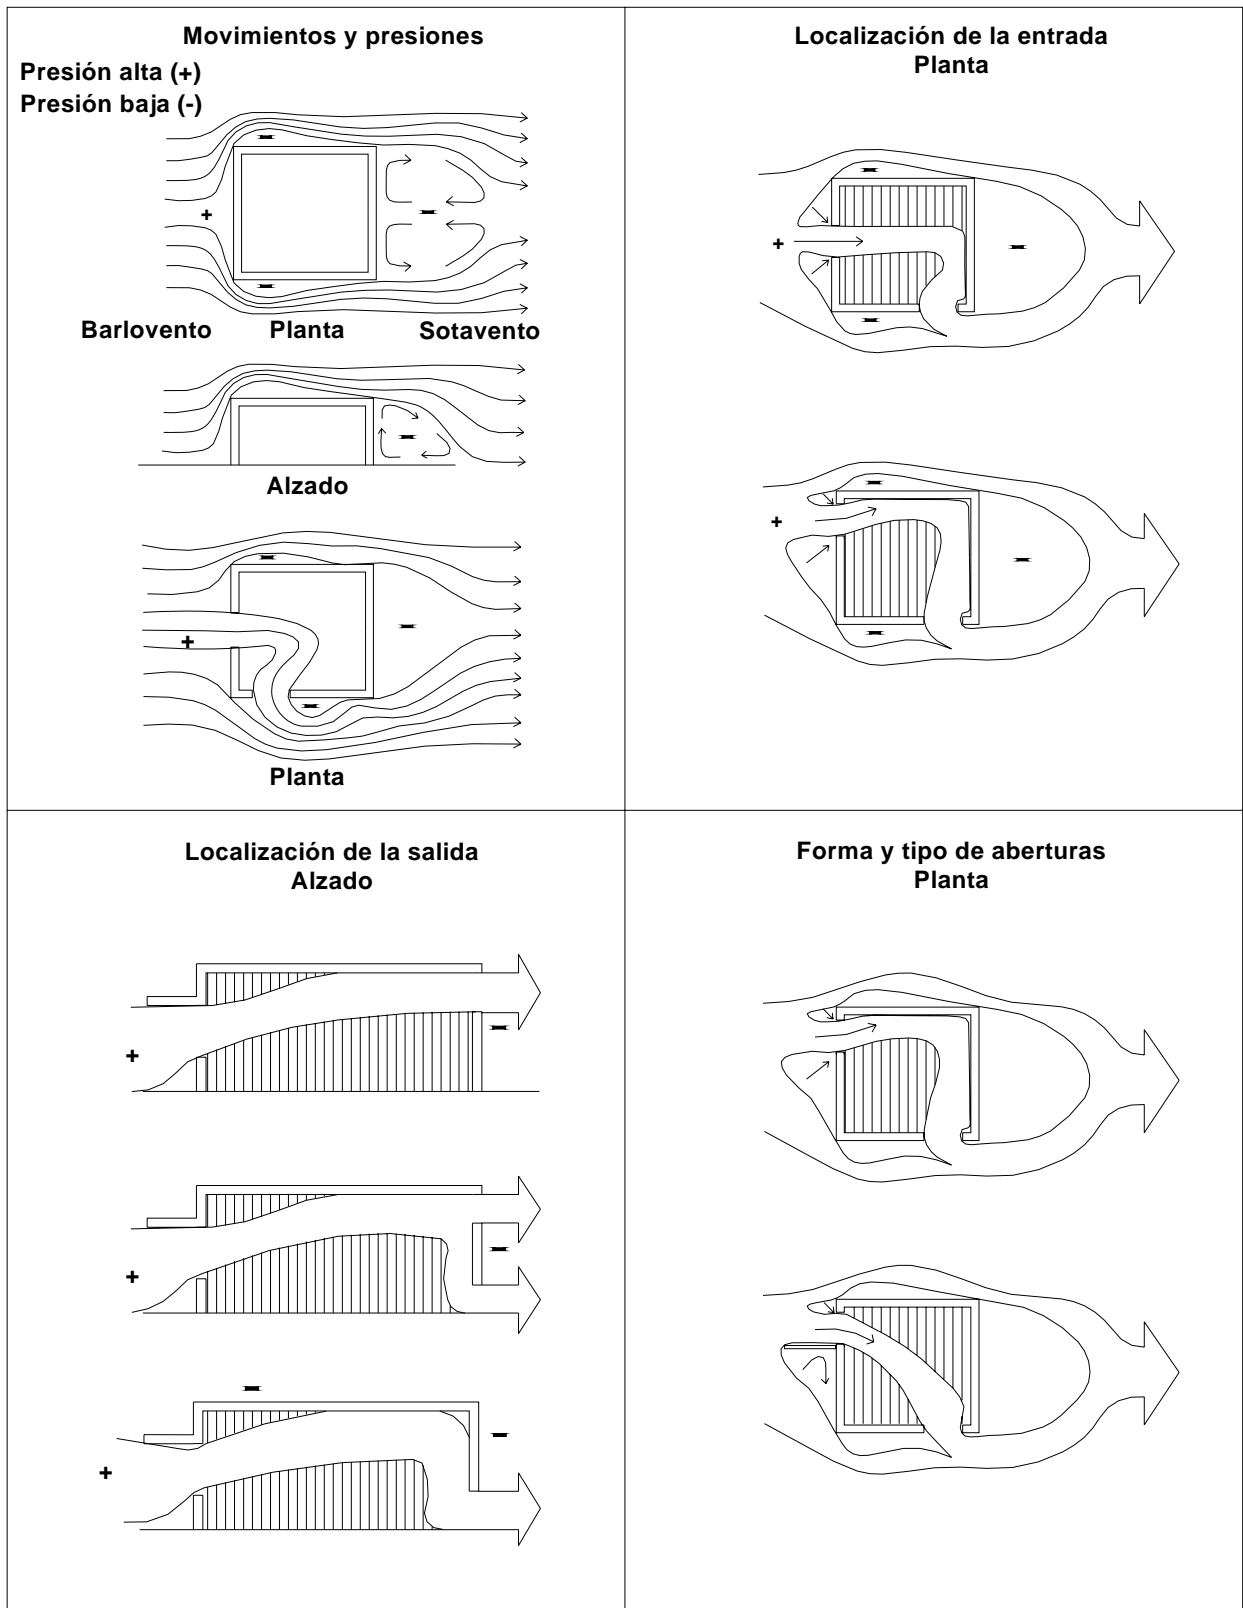 Movimientos y presiones
Presión alta (+)
Presión baja (-)
-
+
-
-
Barlovento Planta Sotavento
-
Alzado
-
+
-
-
Planta
Localización de la entrada
Planta
-
+
-
-
-
+
-
-
Localización de la salida
Alzado
-
+
-
+
-
-
+
Forma y tipo de aberturas
Planta